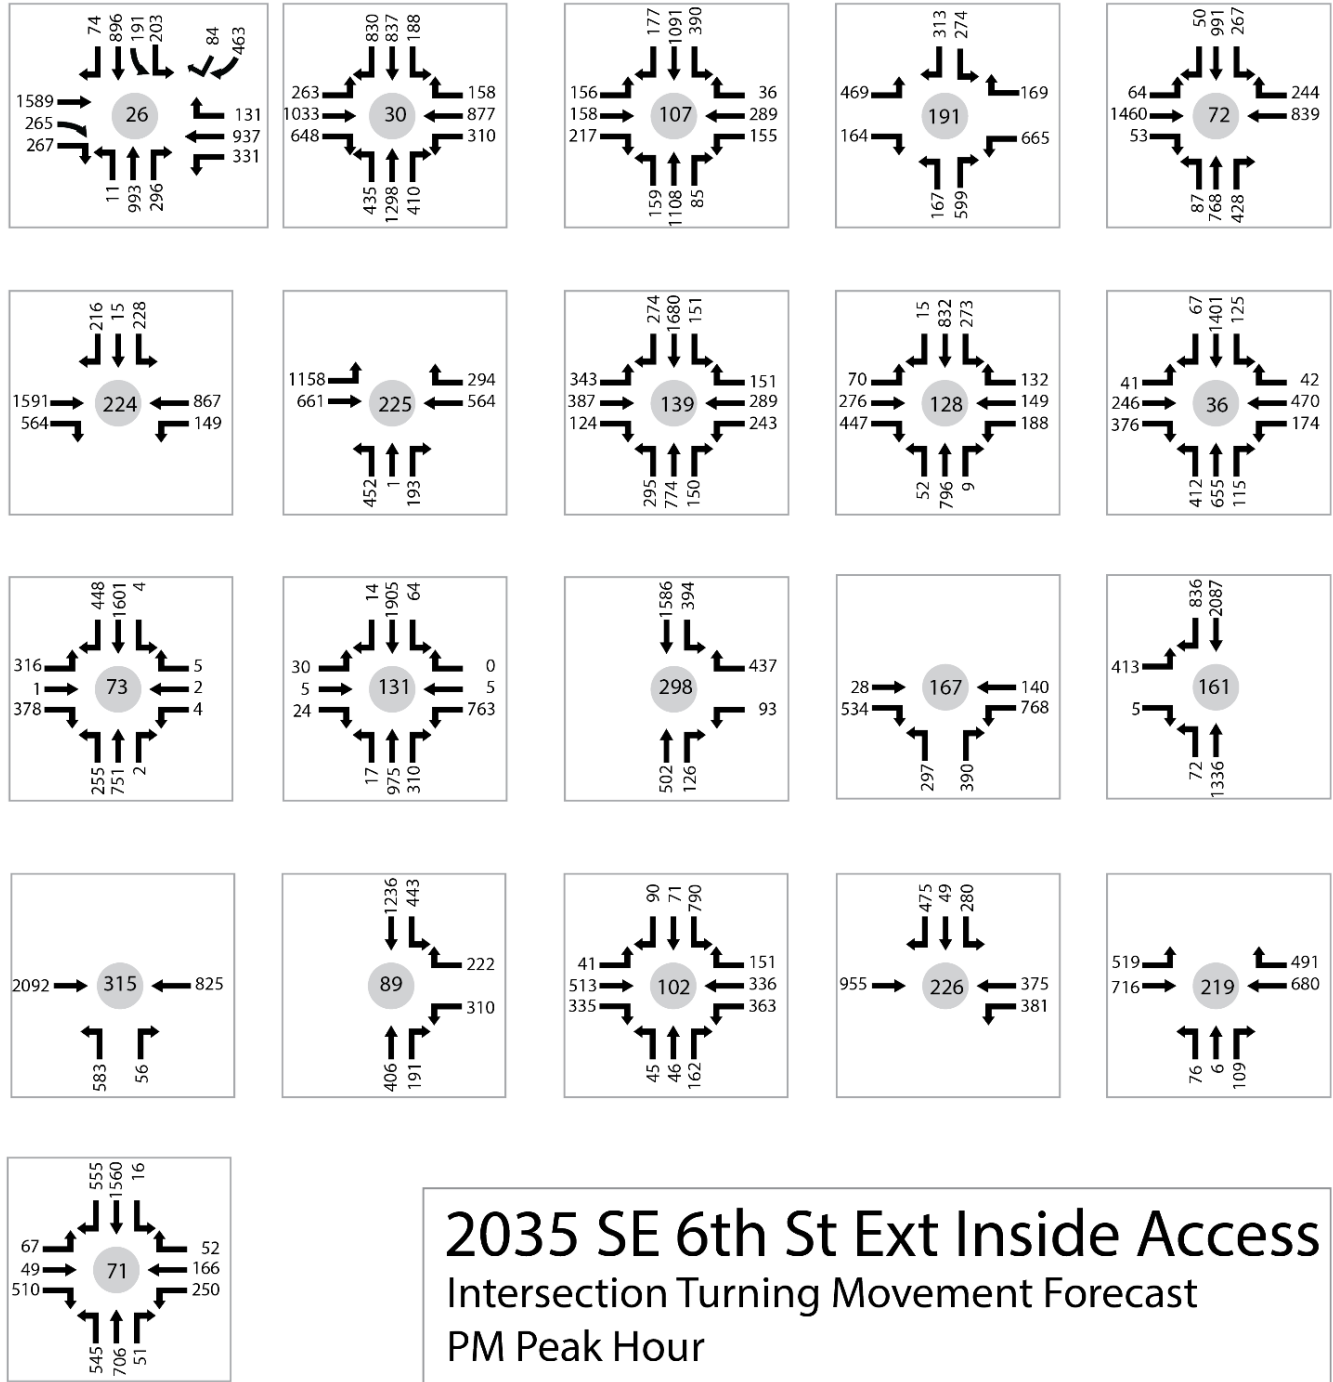 74 896 191 203 84 463
1589 265 267
26
131 937 331
11 993 296
830 837 188
263 1033 648
30
158 877 310
435 1298 410
177 1091 390
156 158 217
107
36 289 155
159 1108 85
313 274
469 164
191
169 665
167 599
50 991 267
64 1460 53
72
244 839
87 768 428
216 15 228
1591 564
224
867 149
1158 661
225
294 564
452 1 193
274 1680 151
343 387 124
139
151 289 243
295 774 150
15 832 273
70 276 447
128
132 149 188
52 796 9
67 1401 125
41 246 376
36
42 470 174
412 655 115
448 1601 4
316 1 378
73
5 2 4
255 751 2
14 1905 64
30 5 24
131
0 5 763
17 975 310
1586 394
298
437 93
502 126
28 534
167
140 768
297 390
836 2087
413 5
161
72 1336
2092
315
825
583 56
1236 443
89
222 310
406 191
90 71 790
41 513 335
102
151 336 363
45 46 162
475 49 280
955
226
375 381
519 716
219
491 680
76 6 109
555 1560 16
67 49 510
71
52 166 250
545 706 51
2035 SE 6th St Ext Inside Access
Intersection Turning Movement Forecast
PM Peak Hour